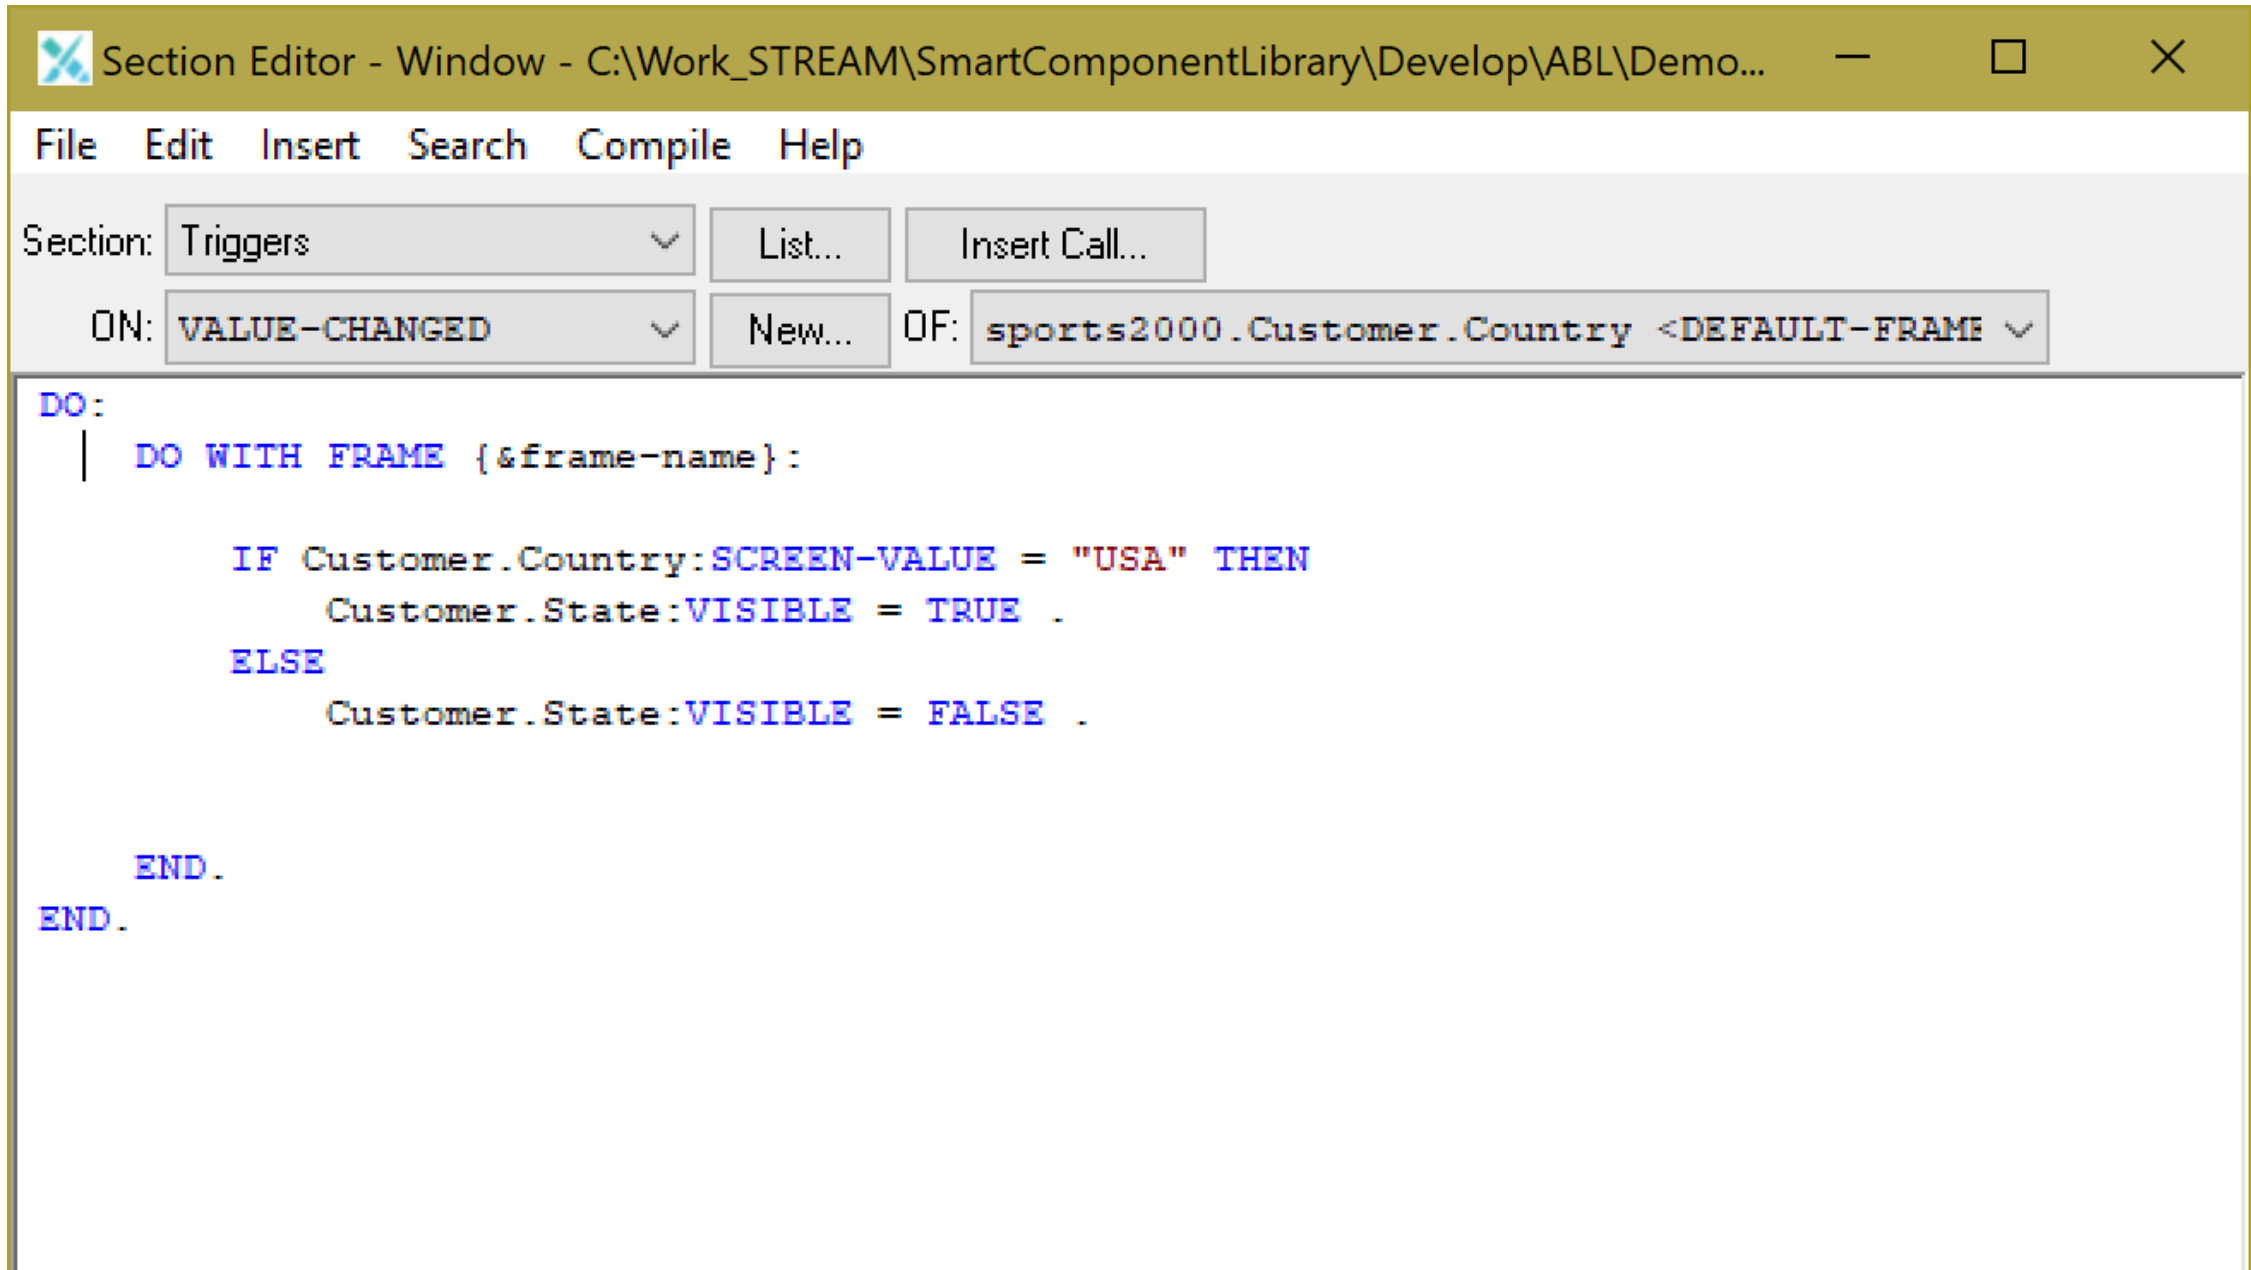 Section Editor - Window - C:\Work_STREAM\SmartComponentLibrary\Develop\ABL\Demo...
File Edit Insert Search Compile Help
Section: Triggers List... Insert Call...
ON: VALUE-CHANGED New... OF: sports2000.Customer.Country <DEFAULT-FRAME
DO:
DO WITH FRAME {&frame-name}:
IF Customer.Country:SCREEN-VALUE = "USA" THEN
Customer.State:VISIBLE = TRUE .
ELSE
Customer.State:VISIBLE = FALSE .
END.
END.